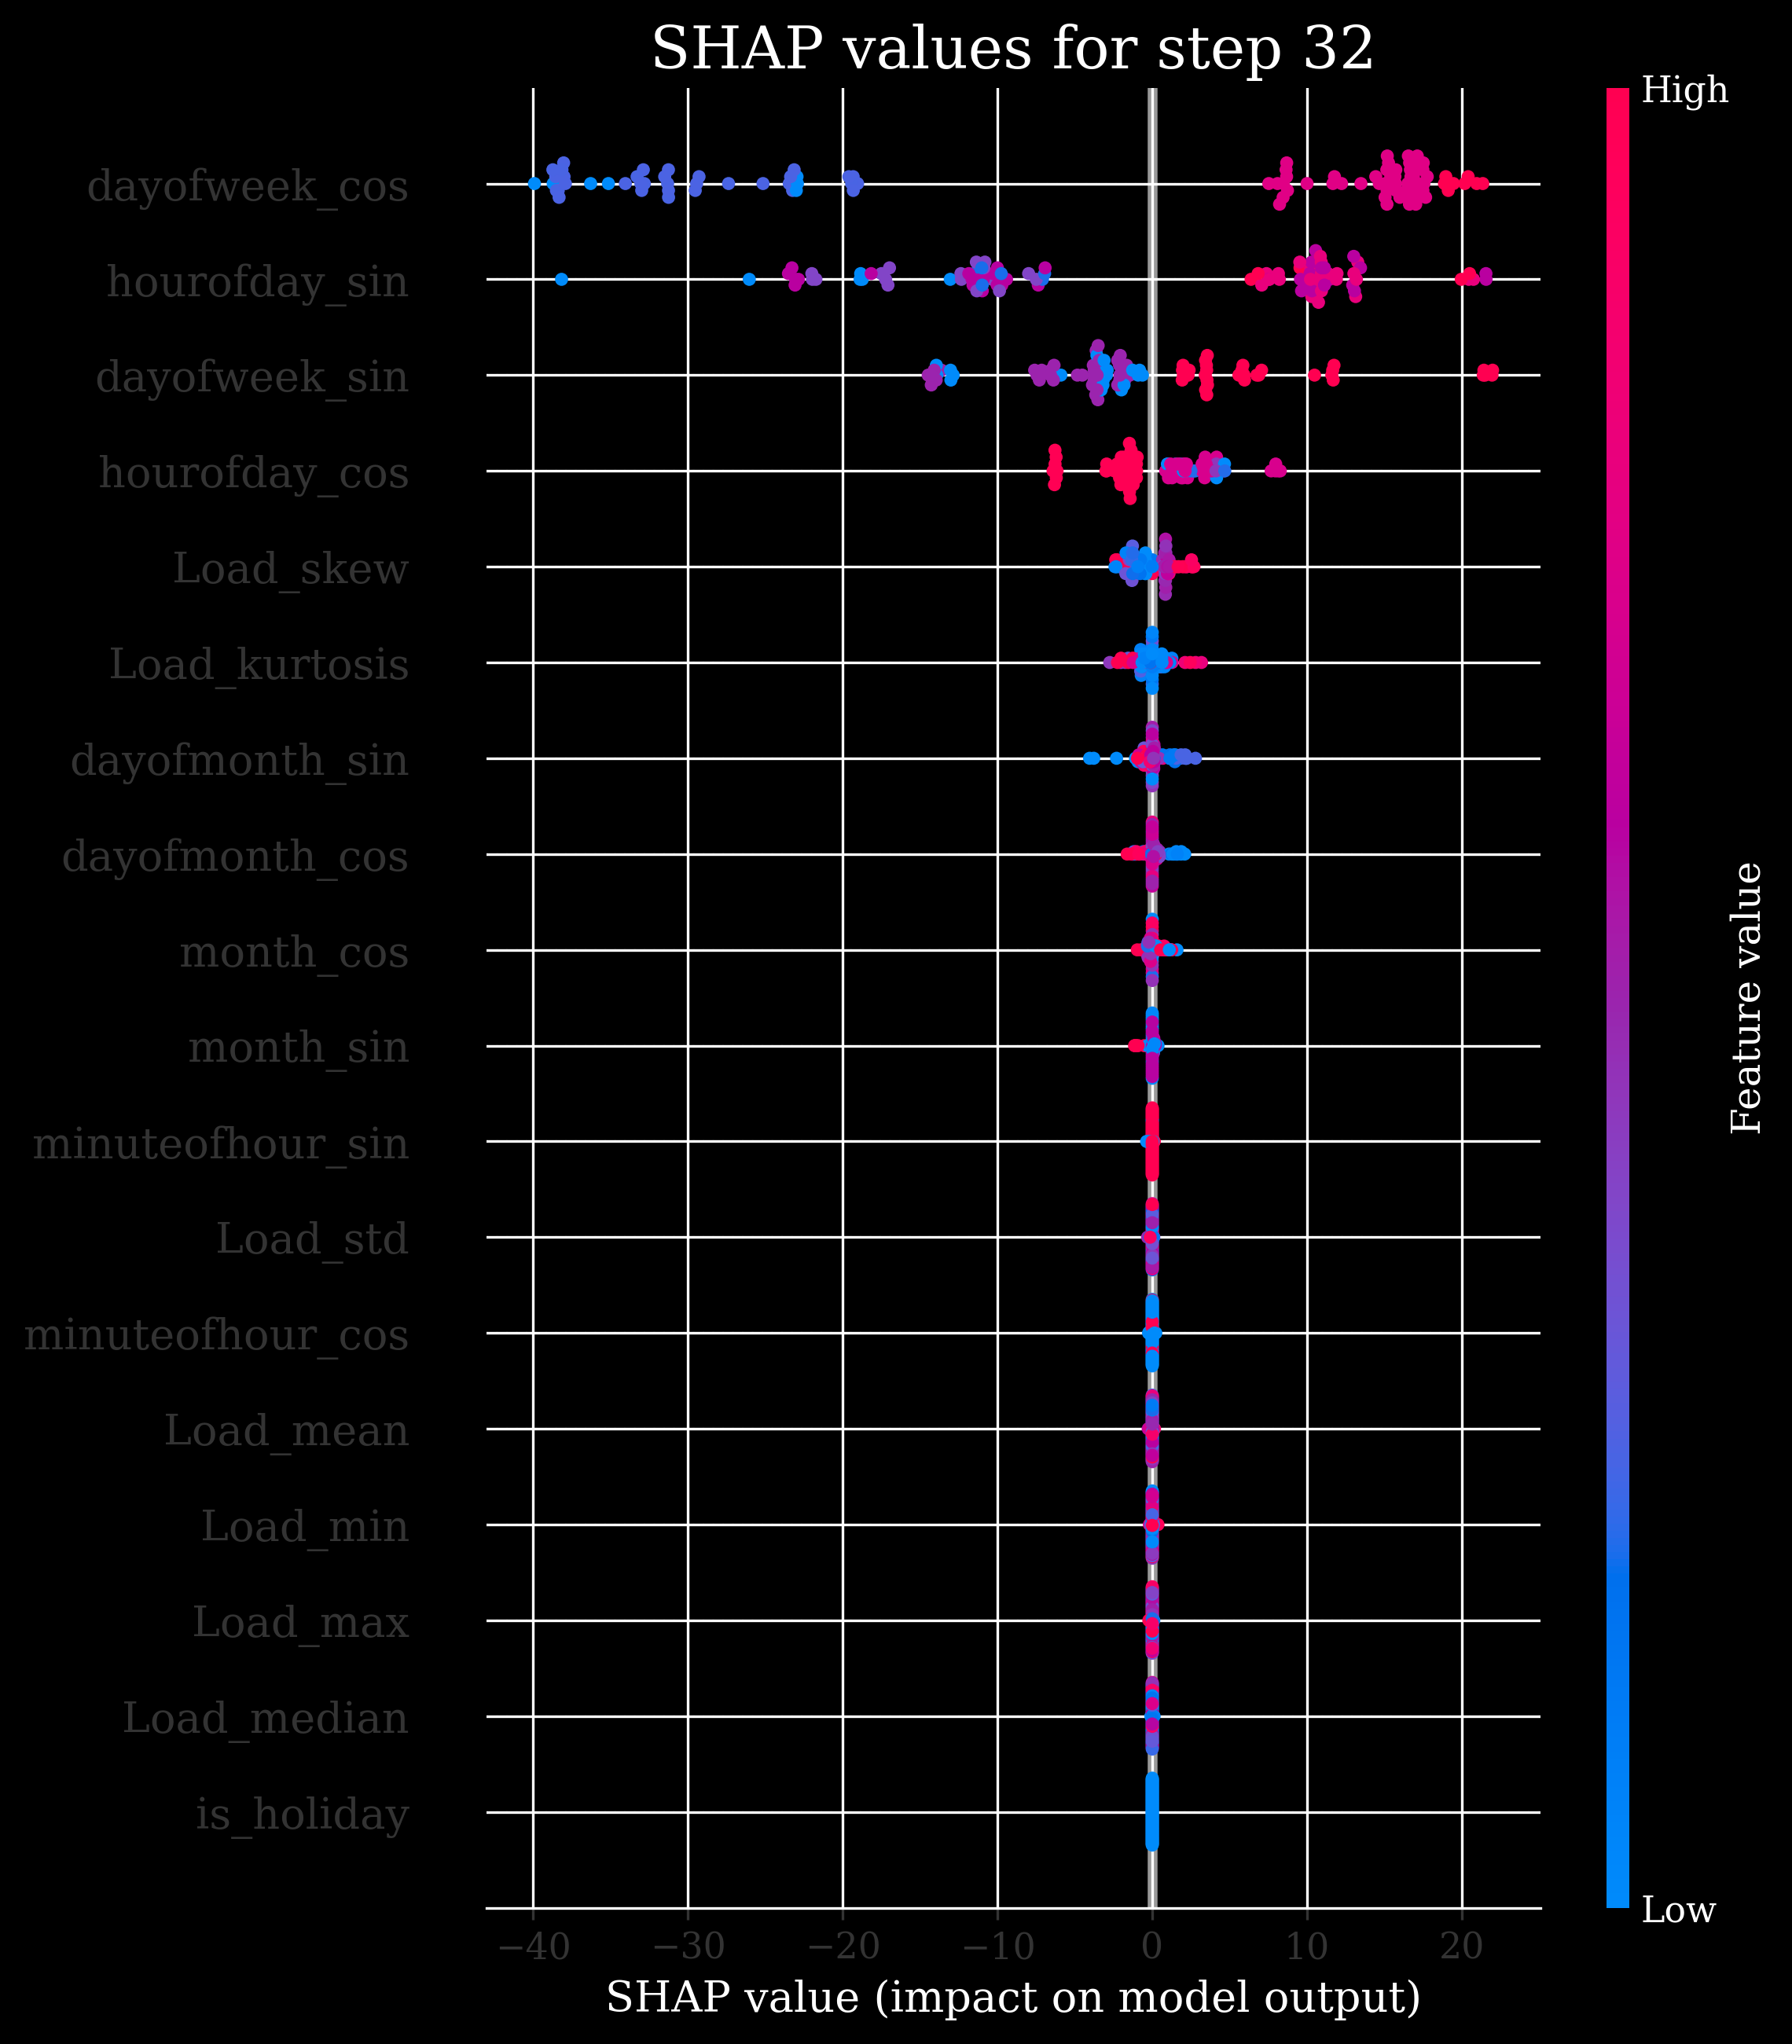 SHAP values for step 32
High
dayofweek_cos
hourofday_sin
dayofweek_sin
hourofday_cos
Load_skew
Load_kurtosis
dayofmonth_sin
dayofmonth_cos
month_cos
month_sin
minuteofhour_sin
Load_std
minuteofhour_cos
Load_mean
Load_min
Load_max
Load_median
is_holiday
Feature value
Low
−40 −30 −20 −10 0 10 20
SHAP value (impact on model output)